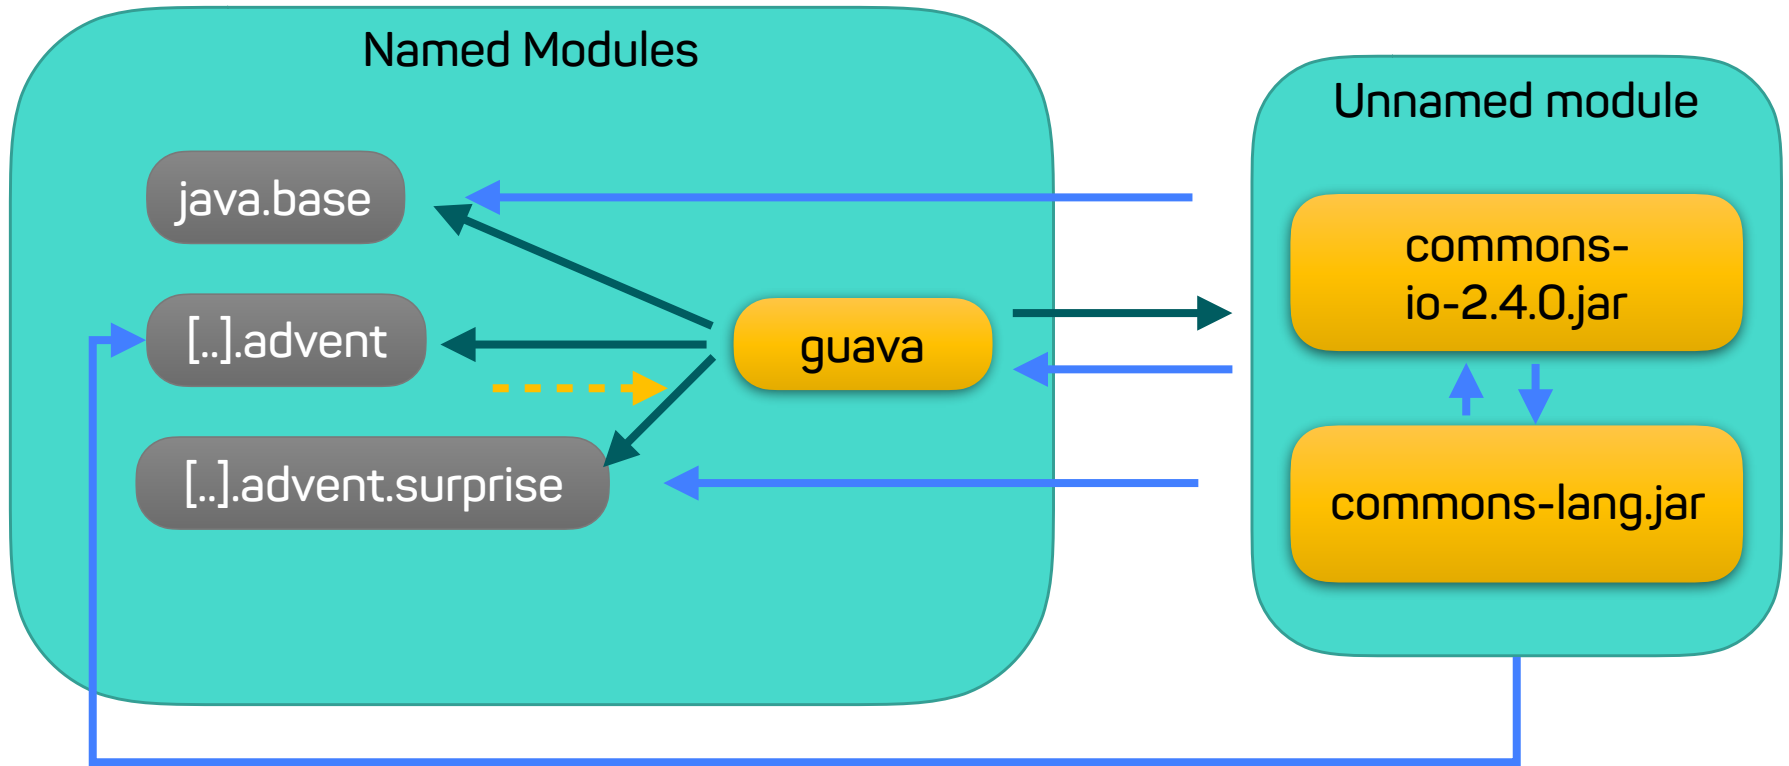 Named Modules
java.base
[..].advent
[..].advent.surprise
guava
Unnamed module
commons-
io-2.4.0.jar
commons-lang.jar